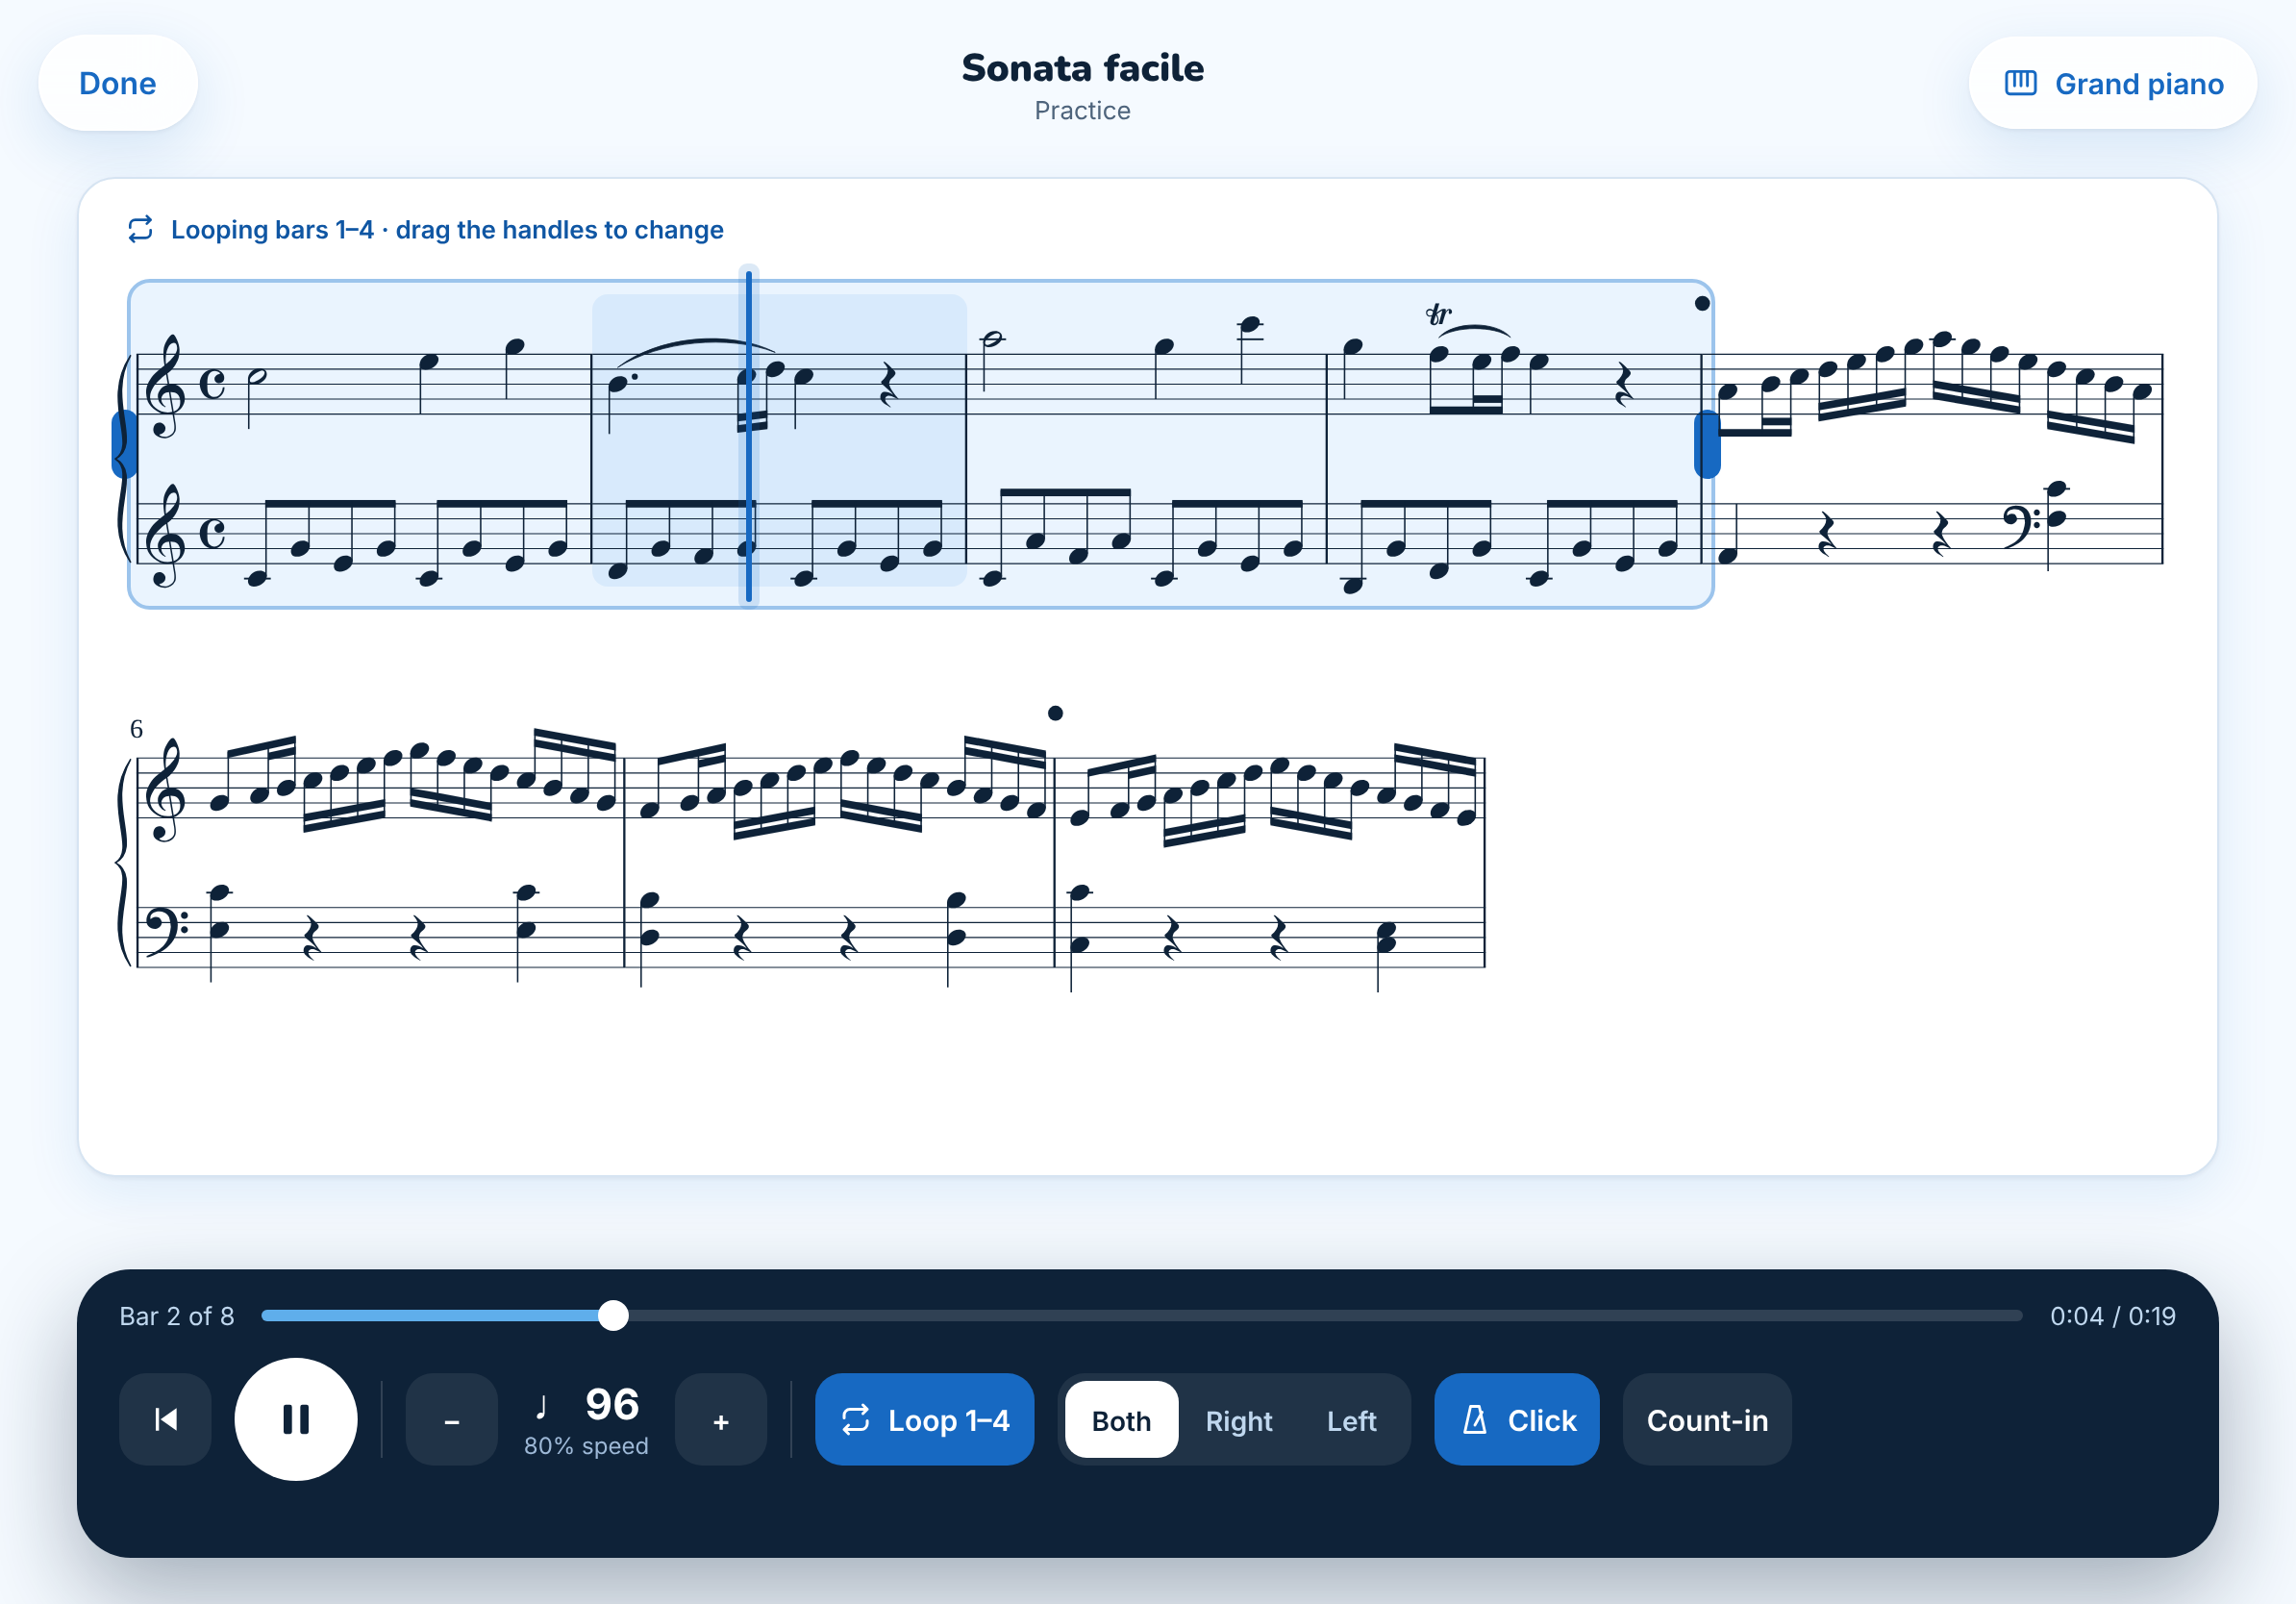 Done
Sonata facile
Practice
Grand piano
Looping bars 1–4 · drag the handles to change
tr
6
Bar 2 of 8
0:04 / 0:19
–
♩ 96
80% speed
+
Loop 1–4
Both
Right
Left
Click
Count-in